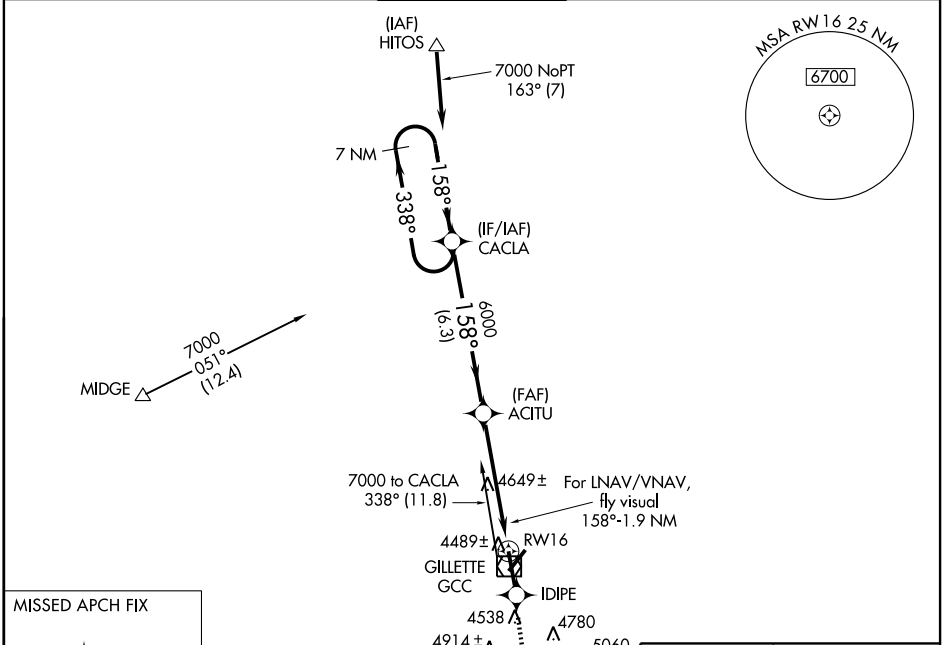 (IAF)
HITOS
7000 NoPT
163° (7)
MSA RW16 25 NM
6700
7 NM
158°
338°
(IF/IAF)
CACLA
6000
158°
(6.3)
7000
051°
(12.4)
MIDGE
(FAF)
ACITU
7000 to CACLA
338° (11.8)
4649±
For LNAV/VNAV,
fly visual
158°-1.9 NM
4489±
RW16
GILLETTE
GCC
IDIPE
MISSED APCH FIX
4538
4780
4914±
5060